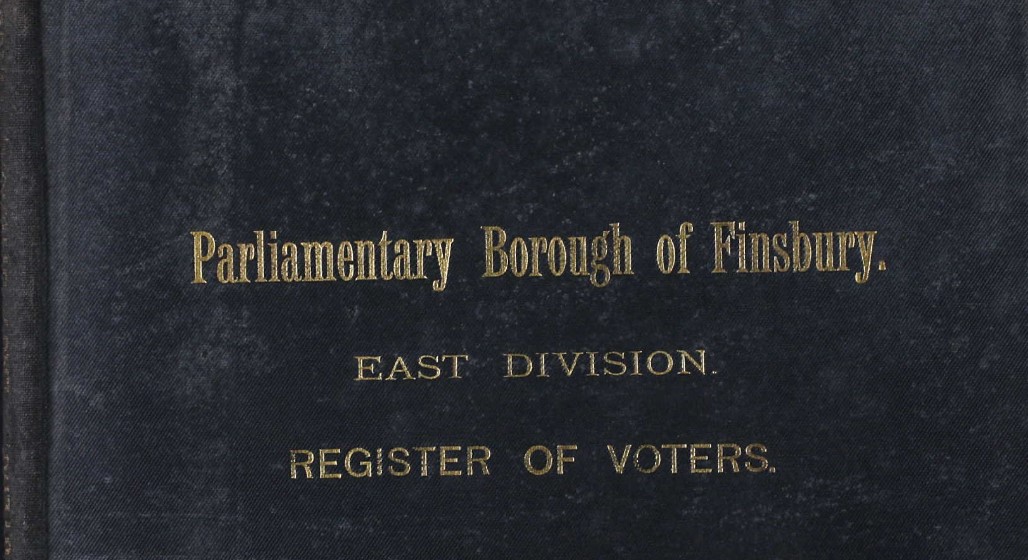 Parliamentary Borough of Finsbury.
EAST DIVISION.
REGISTER OF VOTERS.